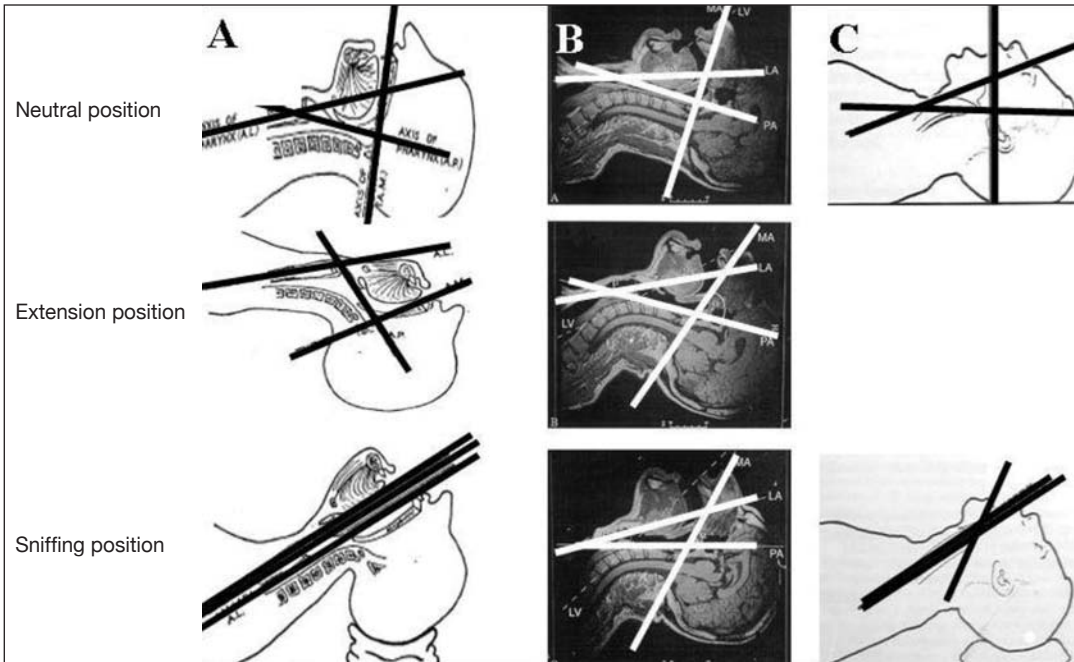 A
B
C
Neutral position
MA
LV
LA
PA
AXIS OF
PHARYNX (A.L)
AXIS OF
PHARYNX (A.P.)
AXIS OF
(A.M.)
A
Extension position
A.L.
A.P.
MA
LA
LV
PA
B
Sniffing position
A.L.
MA
LA
PA
LV